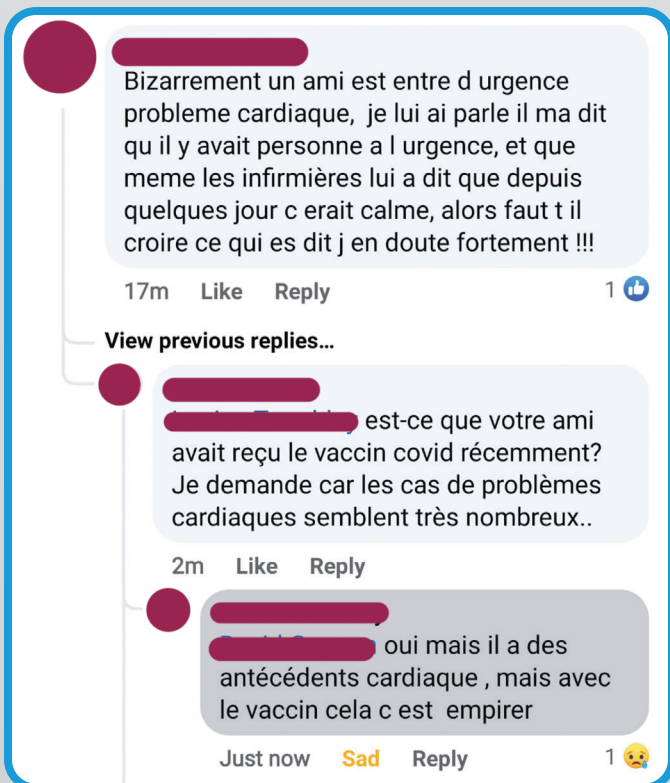 Bizarrement un ami est entre d urgence
probleme cardiaque, je lui ai parle il ma dit
qu il y avait personne a l urgence, et que
meme les infirmières lui a dit que depuis
quelques jour c erait calme, alors faut t il
croire ce qui es dit j en doute fortement !!!
17m Like Reply 1
View previous replies...
est-ce que votre ami
avait reçu le vaccin covid récemment?
Je demande car les cas de problèmes
cardiaques semblent très nombreux..
2m Like Reply
oui mais il a des
antécédents cardiaque , mais avec
le vaccin cela c est empirer
Just now Sad Reply 1